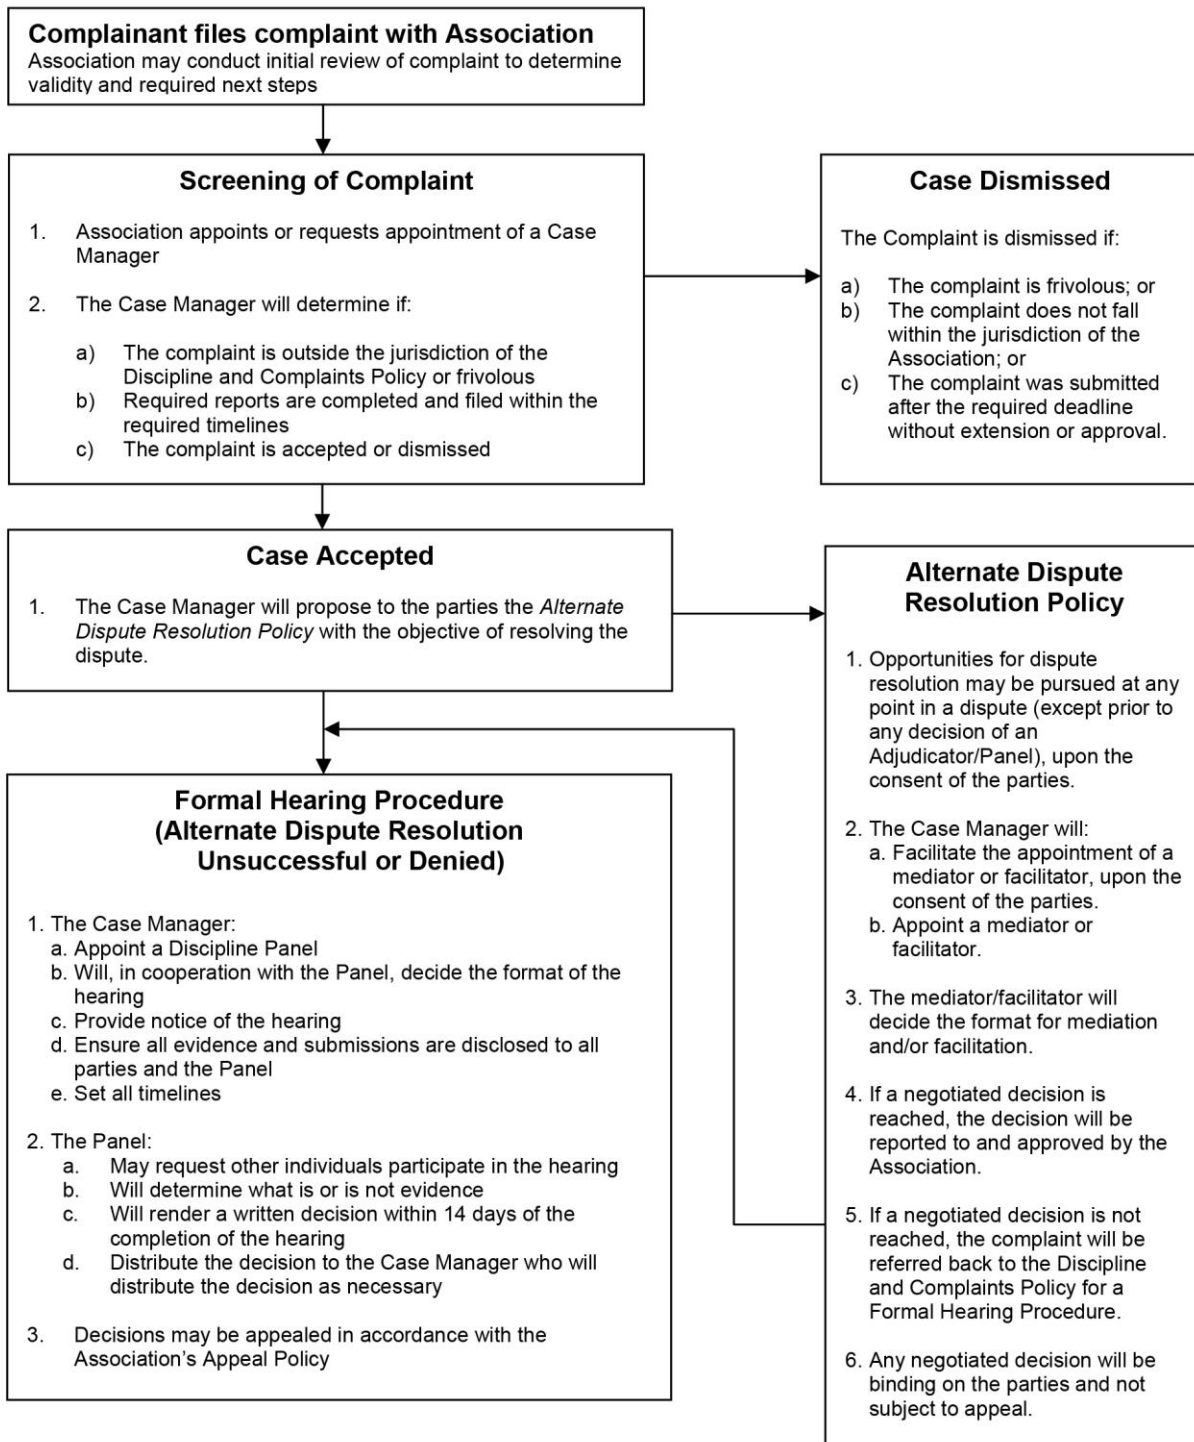 Complainant files complaint with Association
Association may conduct initial review of complaint to determine
validity and required next steps
Screening of Complaint
1. Association appoints or requests appointment of a Case
Manager
2. The Case Manager will determine if:
a) The complaint is outside the jurisdiction of the
Discipline and Complaints Policy or frivolous
b) Required reports are completed and filed within the
required timelines
c) The complaint is accepted or dismissed
Case Dismissed
The Complaint is dismissed if:
a) The complaint is frivolous; or
b) The complaint does not fall
within the jurisdiction of the
Association; or
c) The complaint was submitted
after the required deadline
without extension or approval.
Case Accepted
1. The Case Manager will propose to the parties the Alternate
Dispute Resolution Policy with the objective of resolving the
dispute.
Alternate Dispute
Resolution Policy
1. Opportunities for dispute
resolution may be pursued at any
point in a dispute (except prior to
any decision of an
Adjudicator/Panel), upon the
consent of the parties.
2. The Case Manager will:
a. Facilitate the appointment of a
mediator or facilitator, upon the
consent of the parties.
b. Appoint a mediator or
facilitator.
3. The mediator/facilitator will
decide the format for mediation
and/or facilitation.
4. If a negotiated decision is
reached, the decision will be
reported to and approved by the
Association.
5. If a negotiated decision is not
reached, the complaint will be
referred back to the Discipline
and Complaints Policy for a
Formal Hearing Procedure.
6. Any negotiated decision will be
binding on the parties and not
subject to appeal.
Formal Hearing Procedure
(Alternate Dispute Resolution
Unsuccessful or Denied)
1. The Case Manager:
a. Appoint a Discipline Panel
b. Will, in cooperation with the Panel, decide the format of the
hearing
c. Provide notice of the hearing
d. Ensure all evidence and submissions are disclosed to all
parties and the Panel
e. Set all timelines
2. The Panel:
a. May request other individuals participate in the hearing
b. Will determine what is or is not evidence
c. Will render a written decision within 14 days of the
completion of the hearing
d. Distribute the decision to the Case Manager who will
distribute the decision as necessary
3. Decisions may be appealed in accordance with the
Association's Appeal Policy